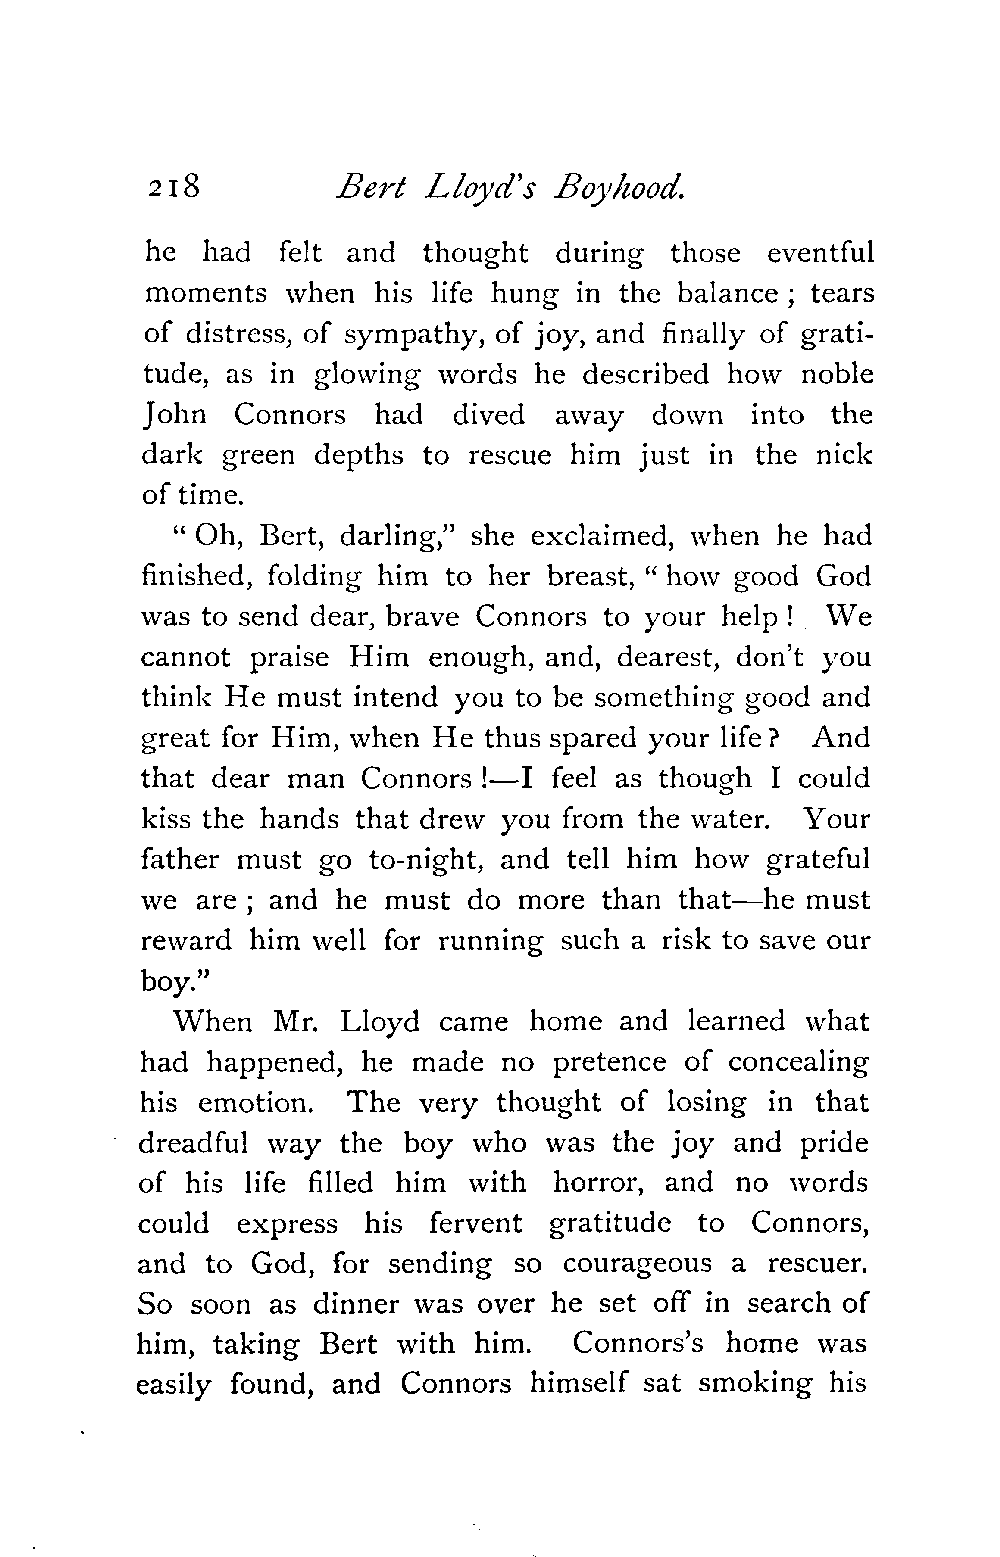 218 Bert Lloyd's Boyhood.
he had felt and thought during those eventful
moments when his life hung in the balance ; tears
of distress, of sympathy, of joy, and finally of grati-
tude, as in glowing words he described how noble
John Connors had dived away down into the
dark green depths to rescue him just in the nick
of time.
“ Oh, Bert, darling,” she exclaimed, when he had
finished, folding him to her breast, “ how good God
was to send dear, brave Connors to your help ! We
cannot praise Him enough, and, dearest, don't you
think He must intend you to be something good and
great for Him, when He thus spared your life ? And
that dear man Connors !—I feel as though I could
kiss the hands that drew you from the water. Your
father must go to-night, and tell him how grateful
we are ; and he must do more than that—he must
reward him well for running such a risk to save our
boy.”
When Mr. Lloyd came home and learned what
had happened, he made no pretence of concealing
his emotion. The very thought of losing in that
dreadful way the boy who was the joy and pride
of his life filled him with horror, and no words
could express his fervent gratitude to Connors,
and to God, for sending so courageous a rescuer.
So soon as dinner was over he set off in search of
him, taking Bert with him. Connors's home was
easily found, and Connors himself sat smoking his